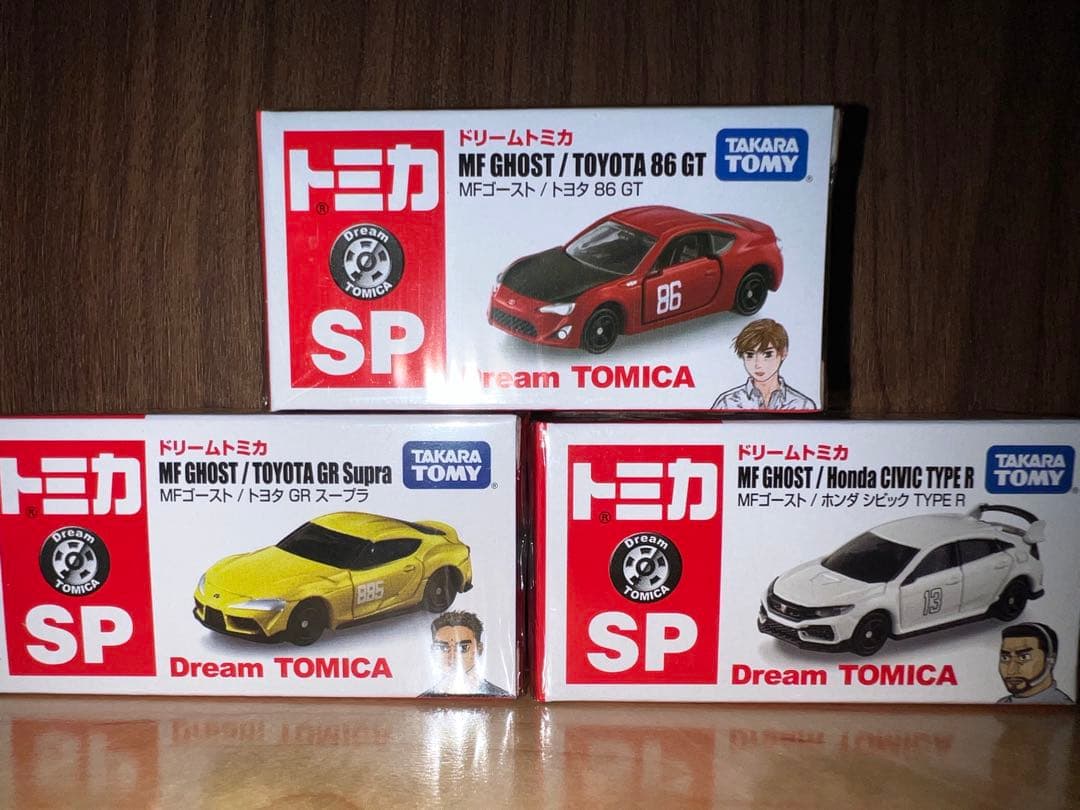 トミカ
®
Dream
TOMICA
SP
ドリームトミカ
MF GHOST / TOYOTA 86 GT
MFゴースト / トヨタ 86 GT
TAKARA
TOMY
®
86
Dream TOMICA
トミカ
®
Dream
TOMICA
SP
ドリームトミカ
MF GHOST / TOYOTA GR Supra
MFゴースト / トヨタ GR スープラ
TAKARA
TOMY
®
885
Dream TOMICA
トミカ
®
Dream
TOMICA
SP
ドリームトミカ
MF GHOST / Honda CIVIC TYPE R
MFゴースト / ホンダ シビック TYPE R
TAKARA
TOMY
13
Dream TOMICA